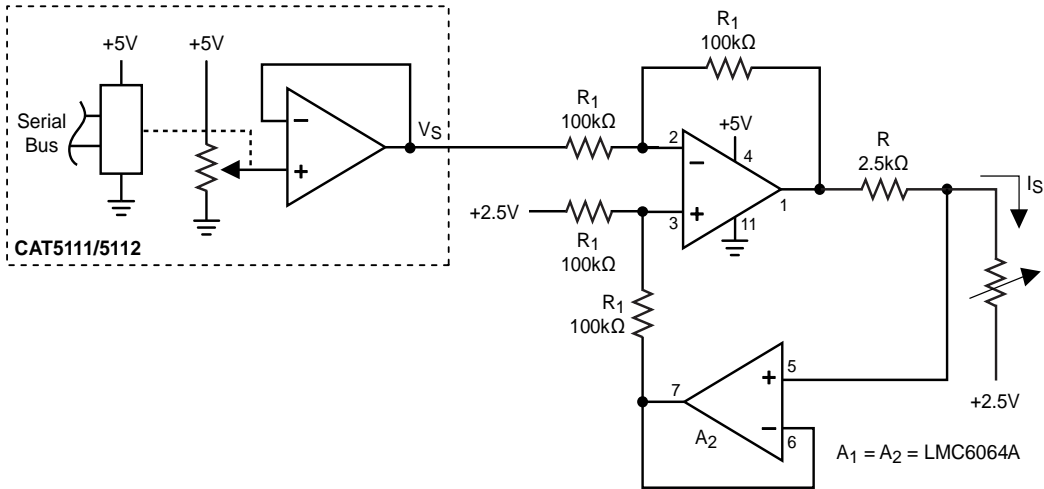 +5V
+5V
Serial
Bus
−
+
VS
CAT5111/5112
R1
100kΩ
R1
100kΩ
2
−
+5V
4
3
+
11
1
+2.5V
R1
100kΩ
R
2.5kΩ
IS
R1
100kΩ
+
5
−
6
7
A2
+2.5V
A1 = A2 = LMC6064A